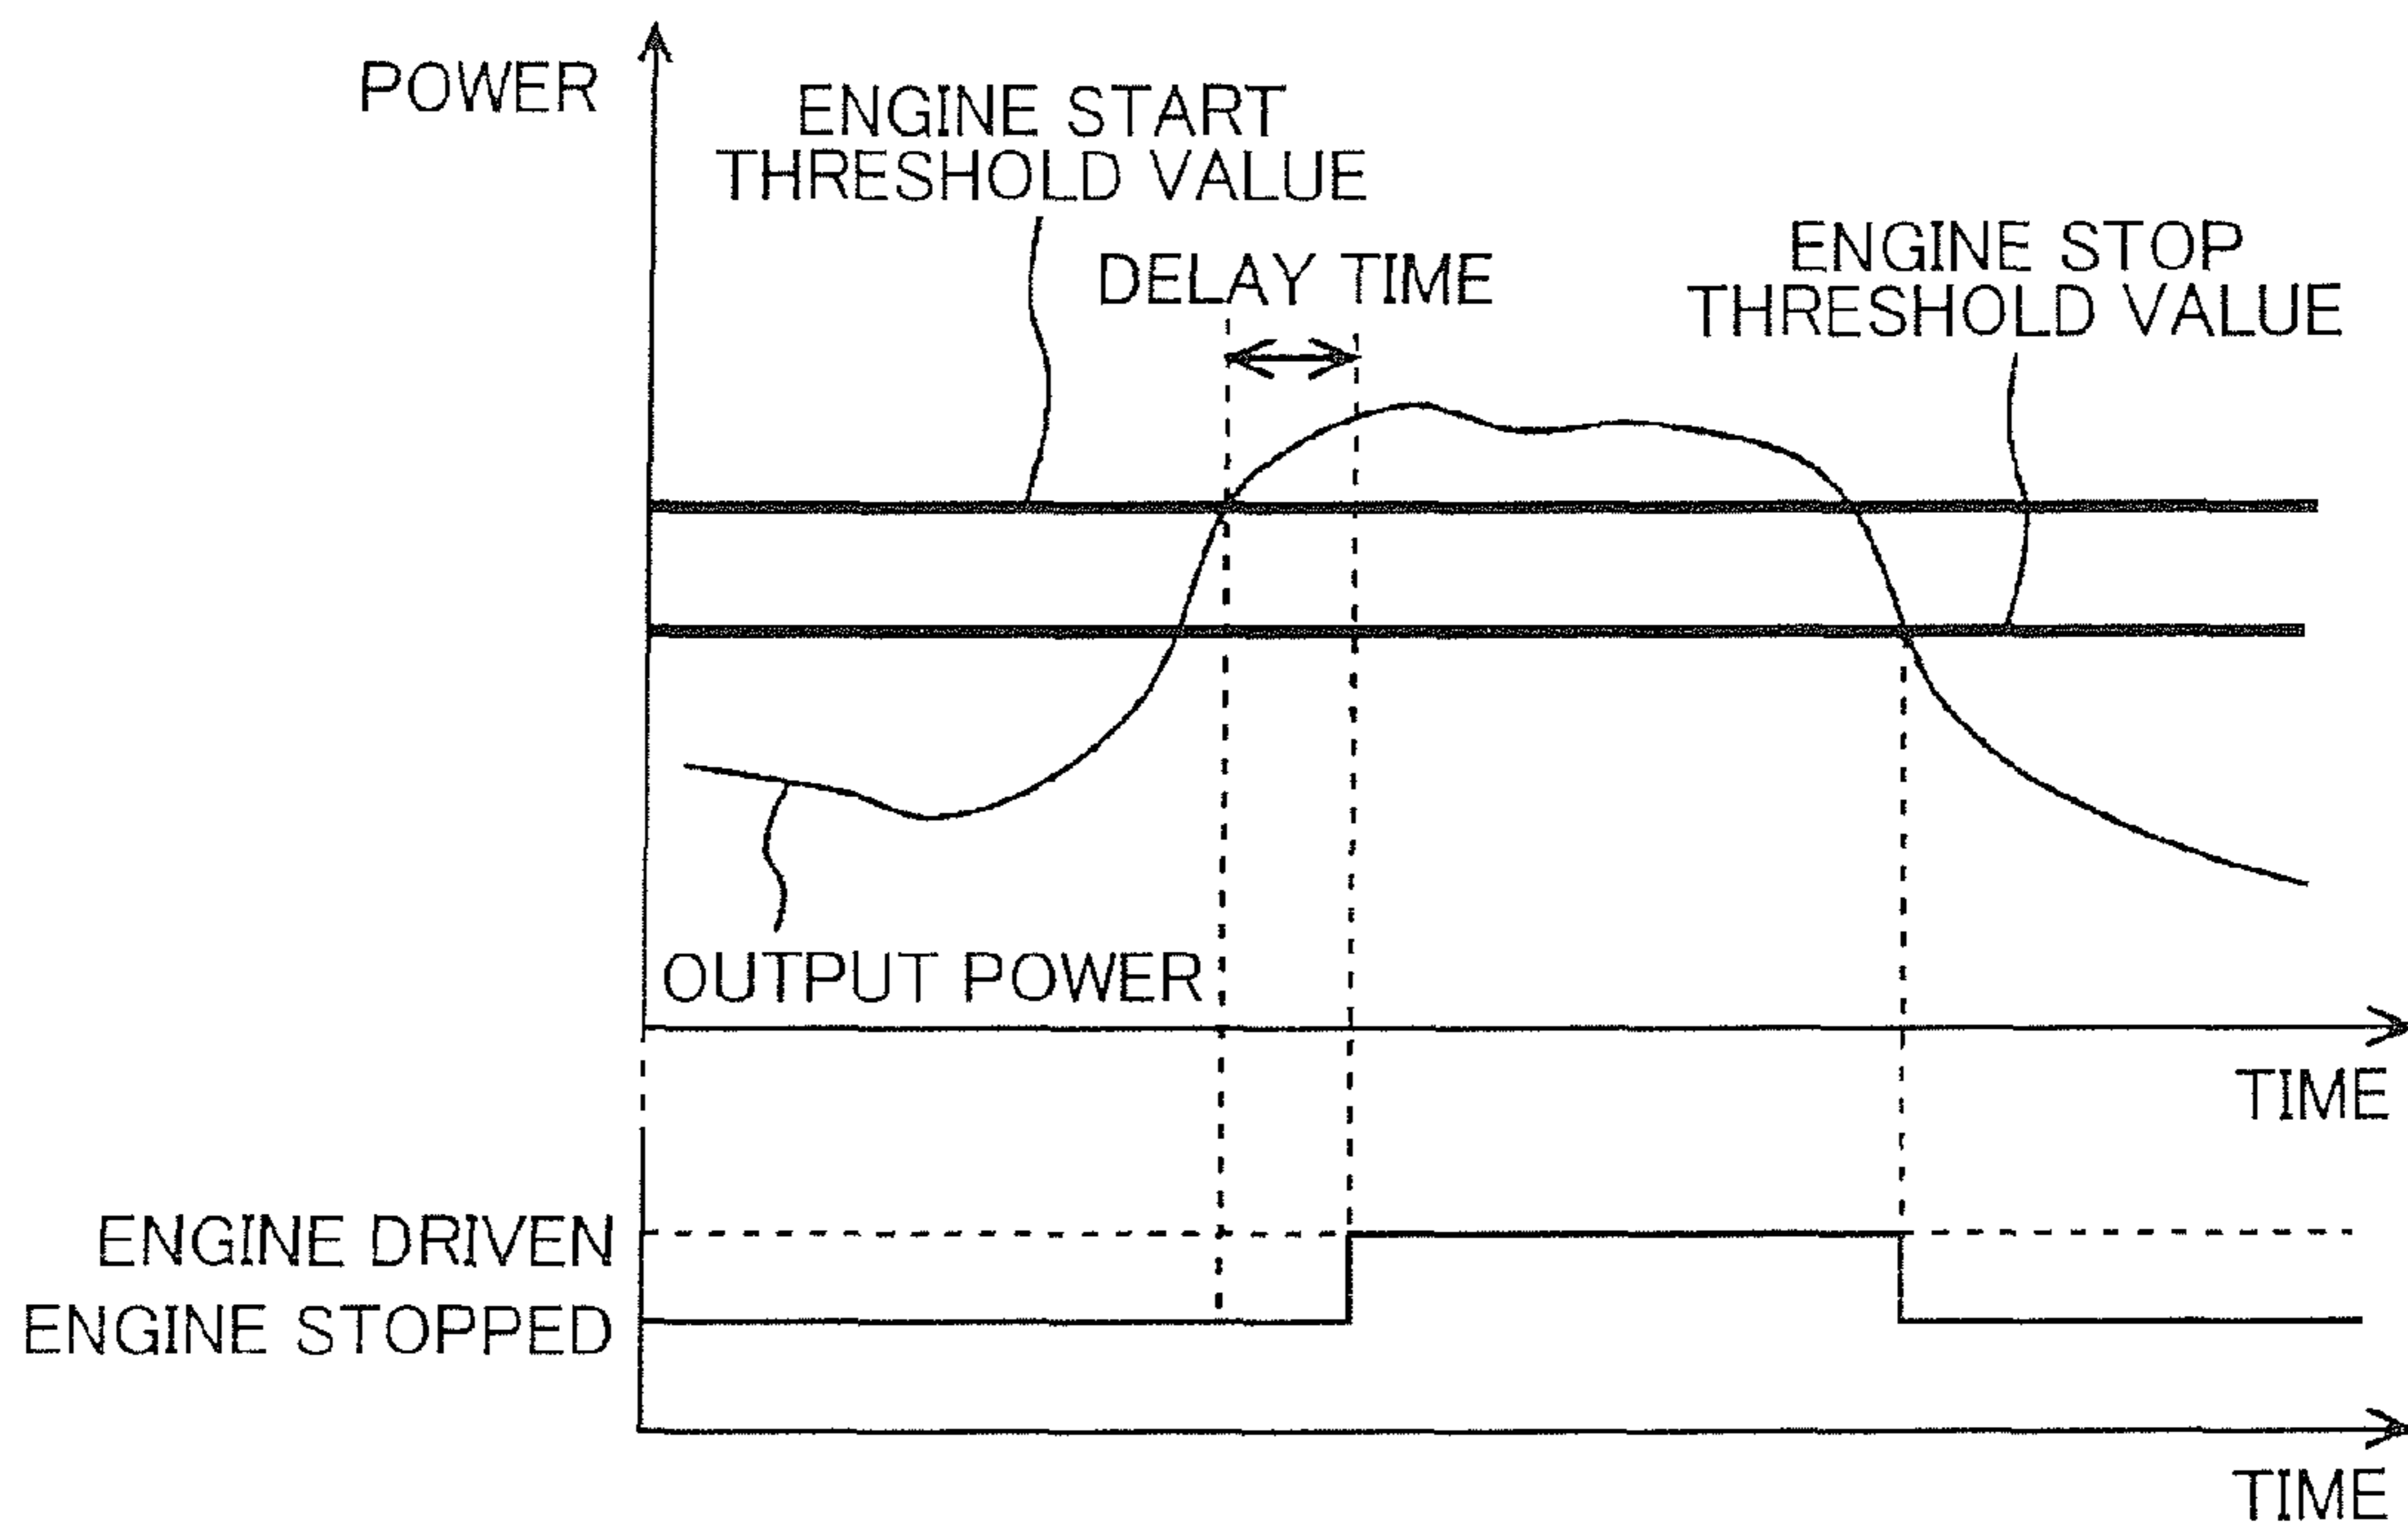 POWER
ENGINE START
THRESHOLD VALUE
DELAY TIME
ENGINE STOP
THRESHOLD VALUE
OUTPUT POWER
TIME
ENGINE DRIVEN
ENGINE STOPPED
TIME